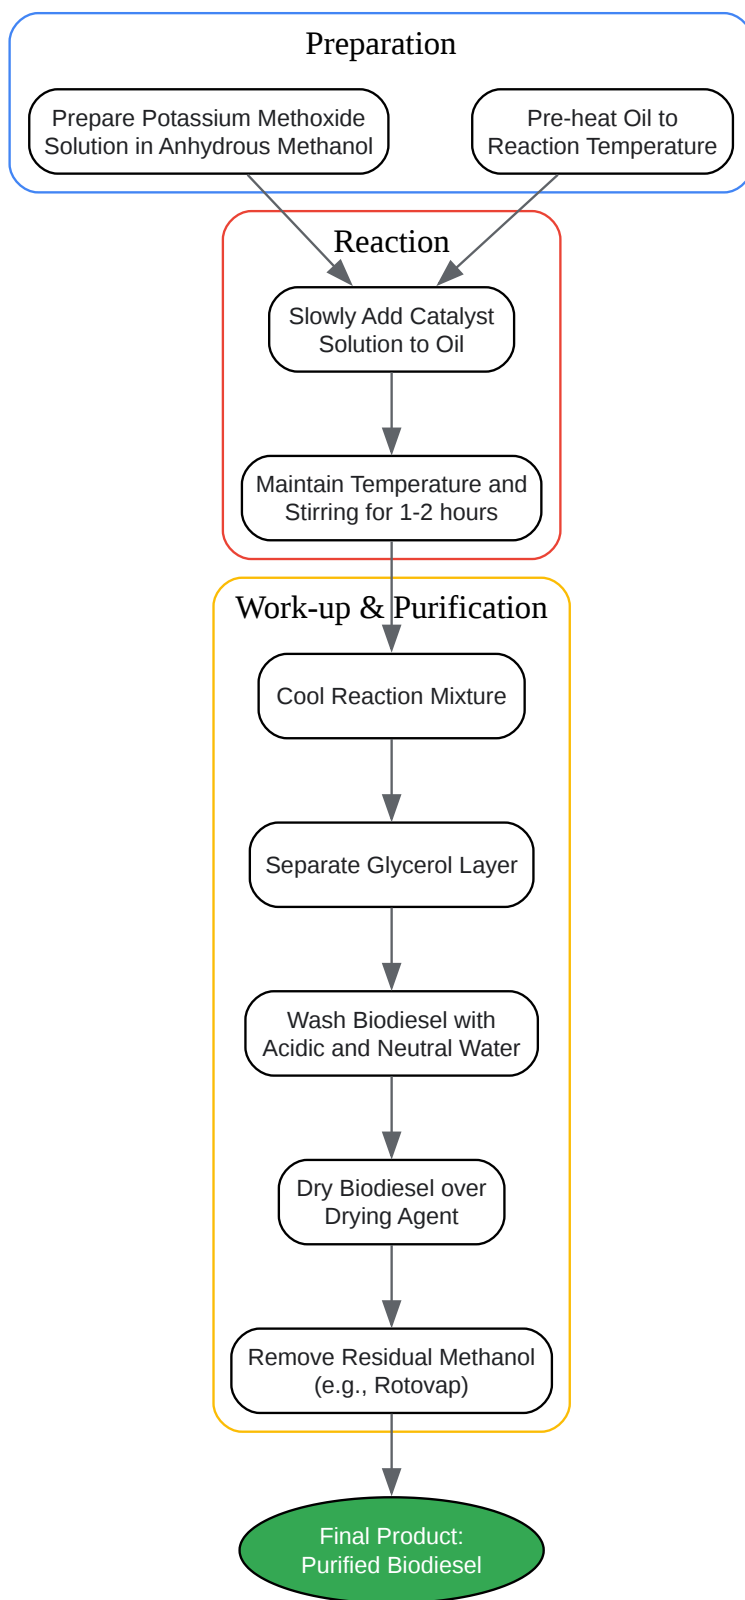 Preparation
Prepare Potassium Methoxide
Solution in Anhydrous Methanol
Pre-heat Oil to
Reaction Temperature
Reaction
Slowly Add Catalyst
Solution to Oil
Maintain Temperature and
Stirring for 1-2 hours
Work-up & Purification
Cool Reaction Mixture
Separate Glycerol Layer
Wash Biodiesel with
Acidic and Neutral Water
Dry Biodiesel over
Drying Agent
Remove Residual Methanol
(e.g., Rotovap)
Final Product:
Purified Biodiesel